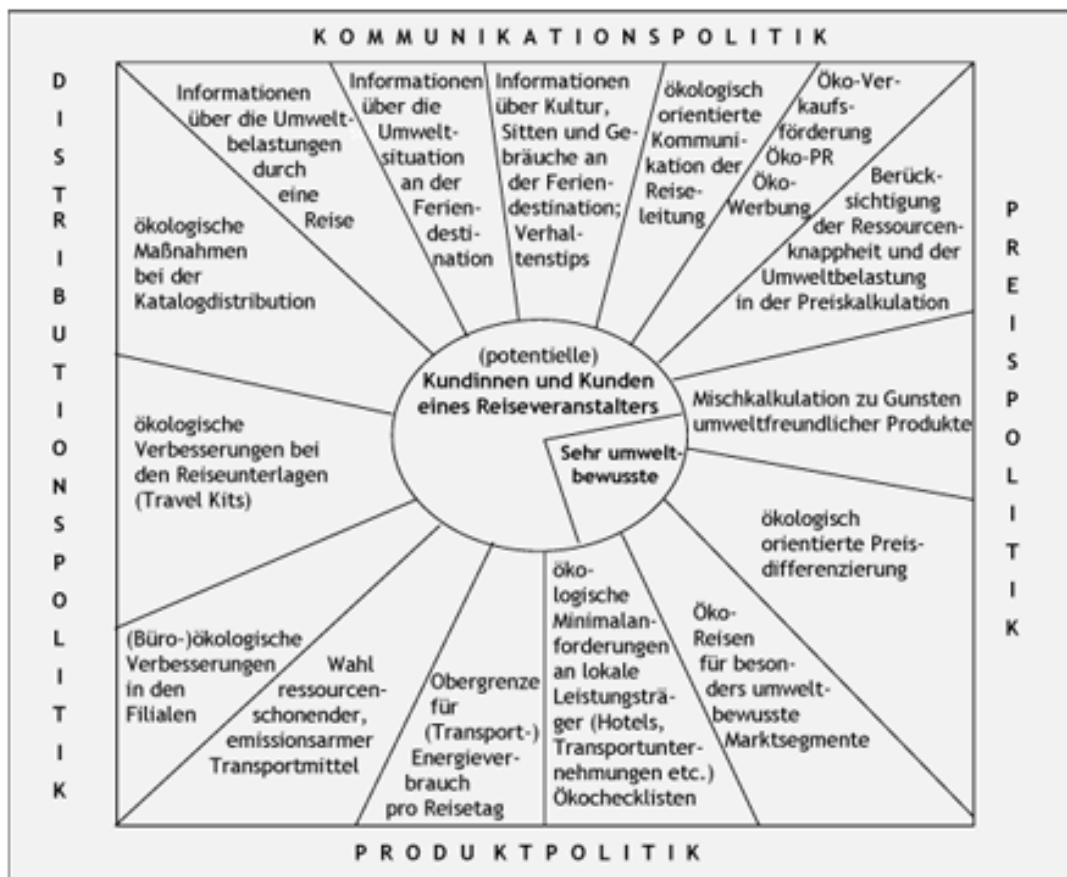 KOMMUNIKATIONSPOLITIK
DISTRIBUTIONSPOLITIK
PREISPOLITIK
PRODUKTPOLITIK
Informationen
über die Umwelt-
belastungen
durch
eine
Reise
Informationen
über die
Umwelt-
situation
an der
Ferien-
desti-
nation
Informationen
über Kultur,
Sitten und Ge-
bräuche an
der Ferien-
destination;
Verhal-
tenstips
ökologisch
orientierte
Kommuni-
kation der
Reise-
leitung
Öko-Ver-
kaufs-
förderung
Öko-PR
Öko-
Werbung
Berück-
sichtigung
der Ressourcen-
knappheit und der
Umweltbelastung
in der Preiskalkulation
Mischkalkulation zu Gunsten
umweltfreundlicher Produkte
ökologisch
orientierte Preis-
differenzierung
Öko-
Reisen
für beson-
ders umwelt-
bewusste
Marktsegmente
öko-
logische
Minimalan-
forderungen
an lokale
Leistungsträ-
ger (Hotels,
Transportunter-
nehmungen etc.)
Ökochecklisten
Obergrenze
für
(Transport-)
Energiever-
brauch
pro Reisetag
Wahl
ressourcen-
schonender,
emissionsarmer
Transportmittel
(Büro-)ökologische
Verbesserungen
in den
Filialen
ökologische
Verbesserungen bei
den Reiseunterlagen
(Travel Kits)
ökologische
Maßnahmen
bei der
Katalogdistribution
(potentielle)
Kundinnen und Kunden
eines Reiseveranstalters
Sehr umwelt-
bewusste